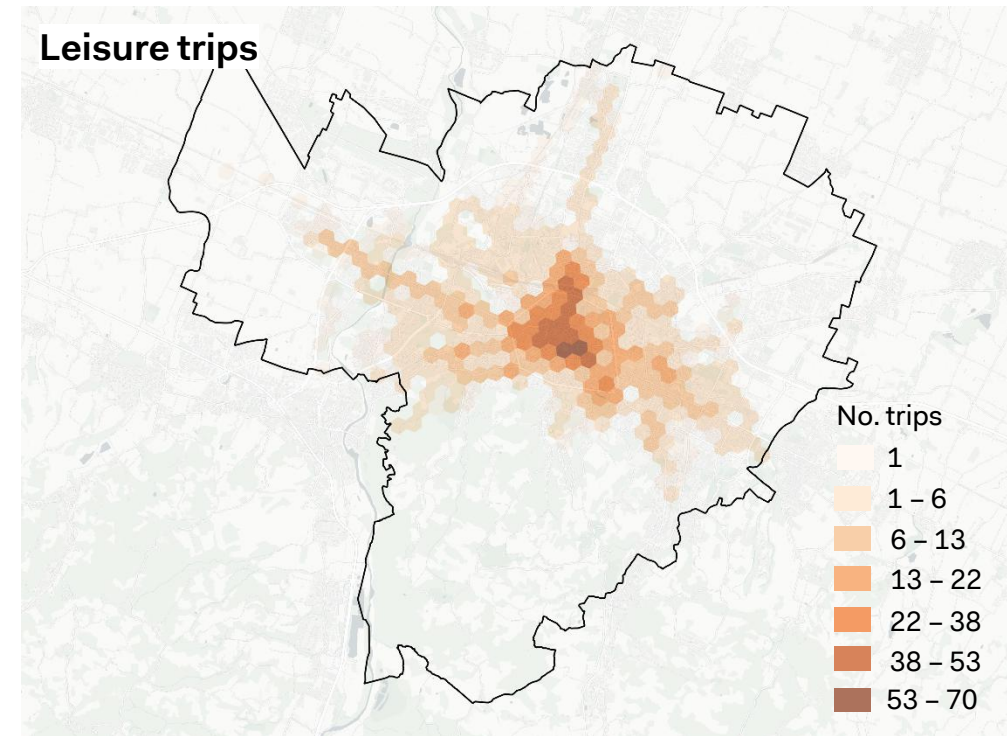 Leisure trips
No. trips
1
1 – 6
6 – 13
13 – 22
22 – 38
38 – 53
53 – 70